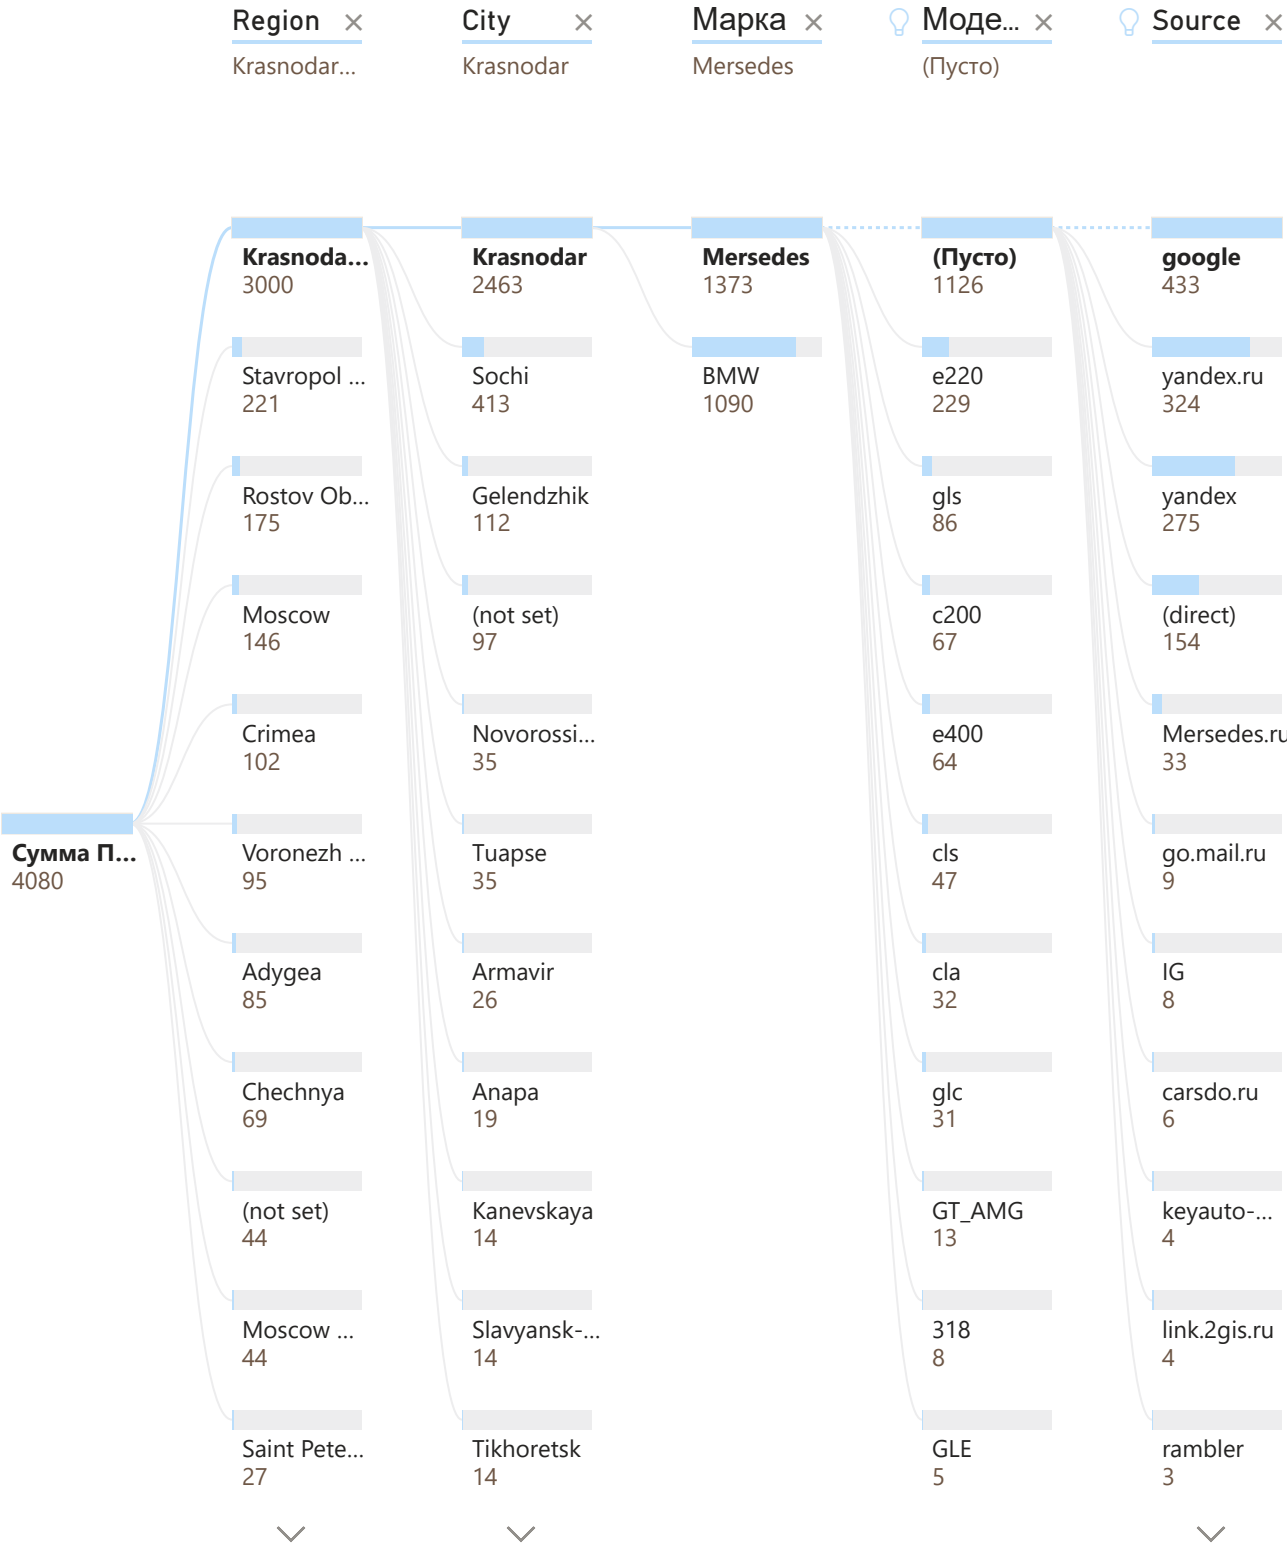 Region
City
Марка
Моде...
Source
Krasnodar...
Krasnodar
Mersedes
(Пусто)
Сумма П...
4080
Krasnoda...
3000
Stavropol ...
221
Rostov Ob...
175
Moscow
146
Crimea
102
Voronezh ...
95
Adygea
85
Chechnya
69
(not set)
44
Moscow ...
44
Saint Pete...
27
Krasnodar
2463
Sochi
413
Gelendzhik
112
(not set)
97
Novorossi...
35
Tuapse
35
Armavir
26
Anapa
19
Kanevskaya
14
Slavyansk-...
14
Tikhoretsk
14
Mersedes
1373
BMW
1090
(Пусто)
1126
e220
229
gls
86
c200
67
e400
64
cls
47
cla
32
glc
31
GT_AMG
13
318
8
GLE
5
google
433
yandex.ru
324
yandex
275
(direct)
154
Mersedes.ru
33
go.mail.ru
9
IG
8
carsdo.ru
6
keyauto-...
4
link.2gis.ru
4
rambler
3